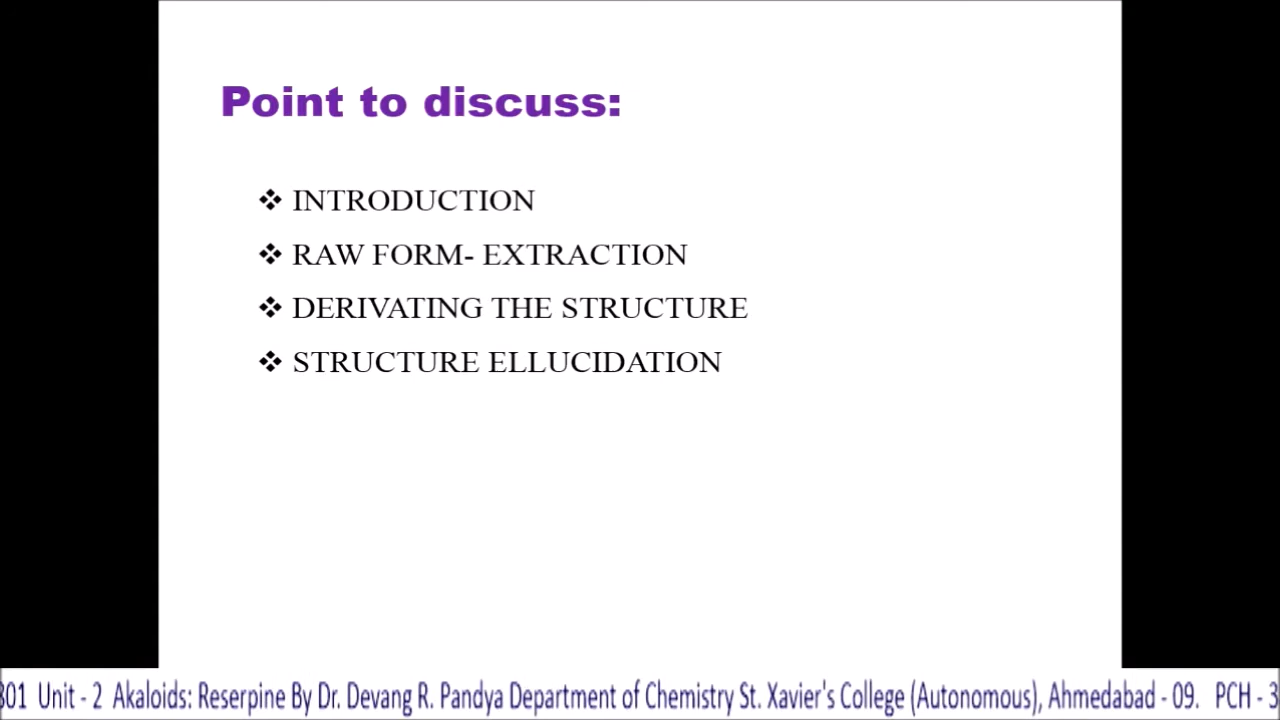 Point to discuss:
❖ INTRODUCTION
❖ RAW FORM- EXTRACTION
❖ DERIVATING THE STRUCTURE
❖ STRUCTURE ELLUCIDATION
301 Unit - 2 Akaloids: Reserpine By Dr. Devang R. Pandya Department of Chemistry St. Xavier's College (Autonomous), Ahmedabad - 09. PCH - 3